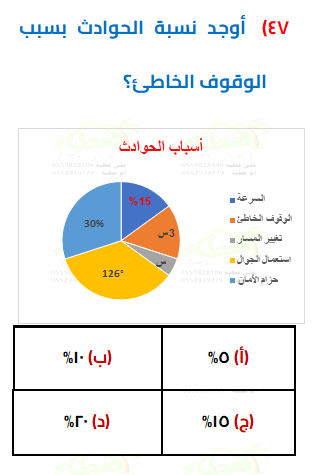 ٤٧) أوجد نسبة الحوادث بسبب
الوقوف الخاطئ؟
أسباب الحوادث
%15
3س
س
126°
30%
السرعة
الوقوف الخاطئ
تغيير المسار
استعمال الجوال
حزام الأمان
(أ) ٥%
(ب) ١٠%
(ج) ١٥%
(د) ٢٠%